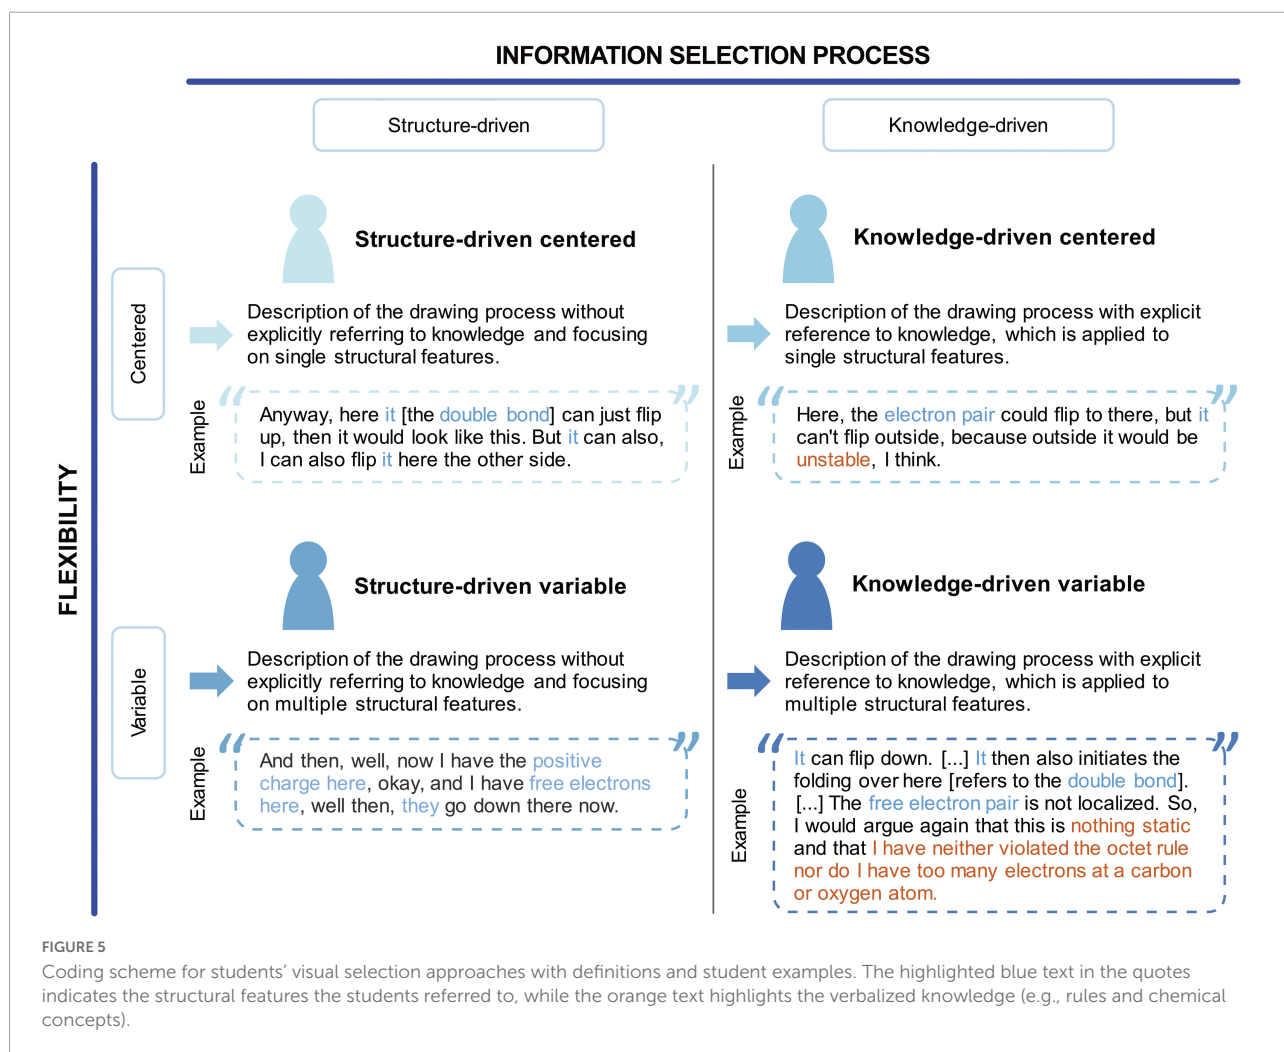 INFORMATION SELECTION PROCESS
Structure-driven
Knowledge-driven
FLEXIBILITY
Centered
Structure-driven centered
Description of the drawing process without
explicitly referring to knowledge and focusing
on single structural features.
Example
“Anyway, here it [the double bond] can just flip
up, then it would look like this. But it can also,
I can also flip it here the other side.”
Knowledge-driven centered
Description of the drawing process with explicit
reference to knowledge, which is applied to
single structural features.
Example
“Here, the electron pair could flip to there, but it
can't flip outside, because outside it would be
unstable, I think.”
Variable
Structure-driven variable
Description of the drawing process without
explicitly referring to knowledge and focusing
on multiple structural features.
Example
“And then, well, now I have the positive
charge here, okay, and I have free electrons
here, well then, they go down there now.”
Knowledge-driven variable
Description of the drawing process with explicit
reference to knowledge, which is applied to
multiple structural features.
Example
“It can flip down. [...] It then also initiates the
folding over here [refers to the double bond].
[...] The free electron pair is not localized. So,
I would argue again that this is nothing static
and that I have neither violated the octet rule
nor do I have too many electrons at a carbon
or oxygen atom.”
FIGURE 5
Coding scheme for students’ visual selection approaches with definitions and student examples. The highlighted blue text in the quotes
indicates the structural features the students referred to, while the orange text highlights the verbalized knowledge (e.g., rules and chemical
concepts).